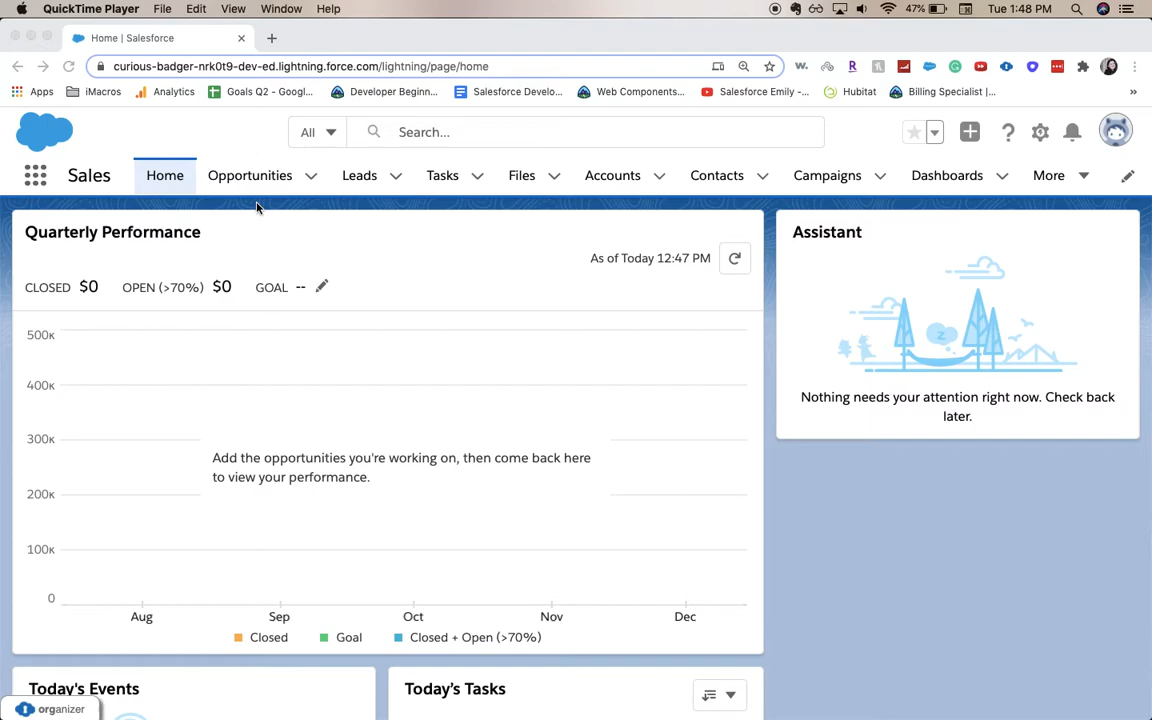 QuickTime Player File Edit View Window Help 47% Tue 1:48 PM
Home | Salesforce
curious-badger-nrk0t9-dev-ed.lightning.force.com/lightning/page/home
Apps iMacros Analytics Goals Q2 - Googl... Developer Beginn... Salesforce Develo... Web Components... Salesforce Emily -... Hubitat Billing Specialist |... »
All Search...
Sales Home Opportunities Leads Tasks Files Accounts Contacts Campaigns Dashboards More
Quarterly Performance
As of Today 12:47 PM
CLOSED $0 OPEN (>70%) $0 GOAL --
500K
400K
300K
200K
100K
0
Add the opportunities you're working on, then come back here
to view your performance.
Aug Sep Oct Nov Dec
Closed Goal Closed + Open (>70%)
Assistant
z
Nothing needs your attention right now. Check back
later.
Today's Events
Today's Tasks
organizer